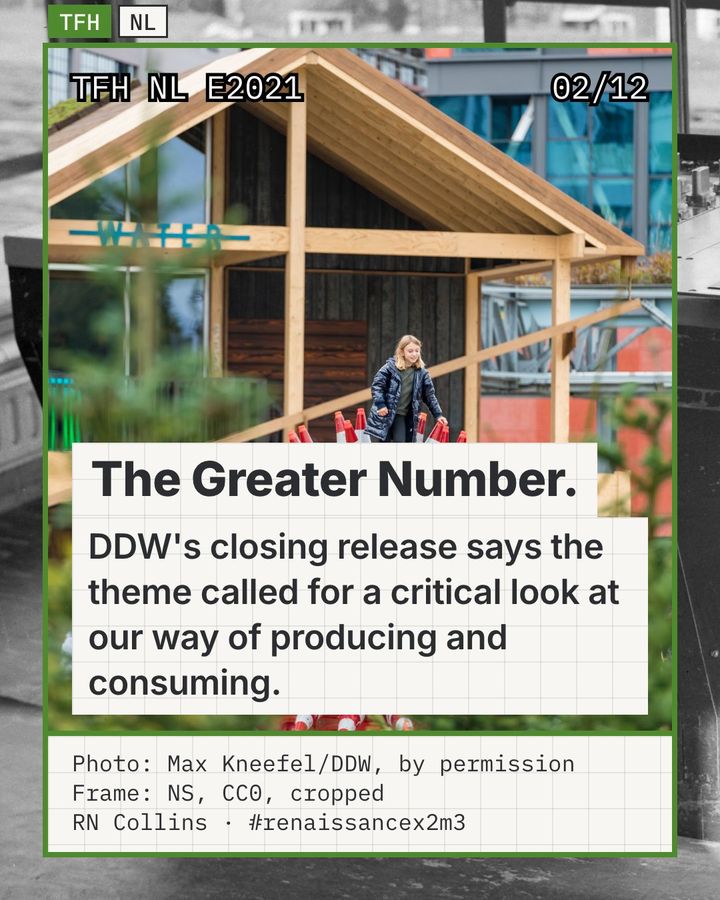 TFH NL
TFH NL E2021 02/12
WATER
The Greater Number.
DDW's closing release says the
theme called for a critical look at
our way of producing and
consuming.
Photo: Max Kneefel/DDW, by permission
Frame: NS, CC0, cropped
RN Collins · #renaissancex2m3